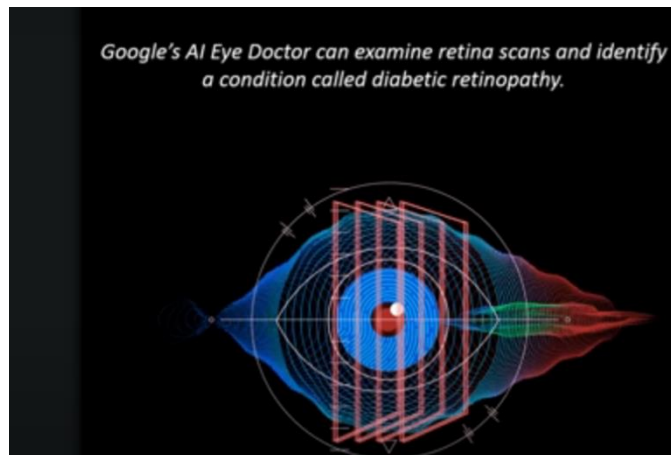 Google's AI Eye Doctor can examine retina scans and identify
a condition called diabetic retinopathy.